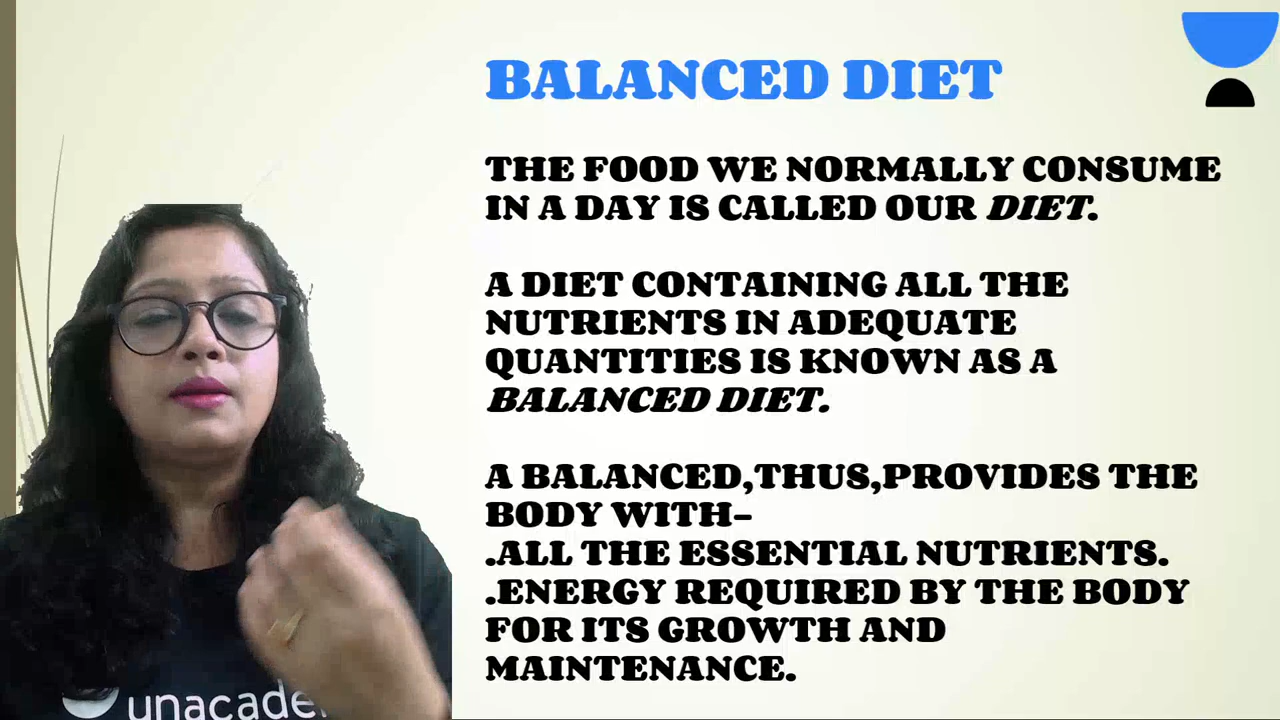 BALANCED DIET
THE FOOD WE NORMALLY CONSUME
IN A DAY IS CALLED OUR DIET.
A DIET CONTAINING ALL THE
NUTRIENTS IN ADEQUATE
QUANTITIES IS KNOWN AS A
BALANCED DIET.
A BALANCED,THUS,PROVIDES THE
BODY WITH–
.ALL THE ESSENTIAL NUTRIENTS.
.ENERGY REQUIRED BY THE BODY
FOR ITS GROWTH AND
MAINTENANCE.